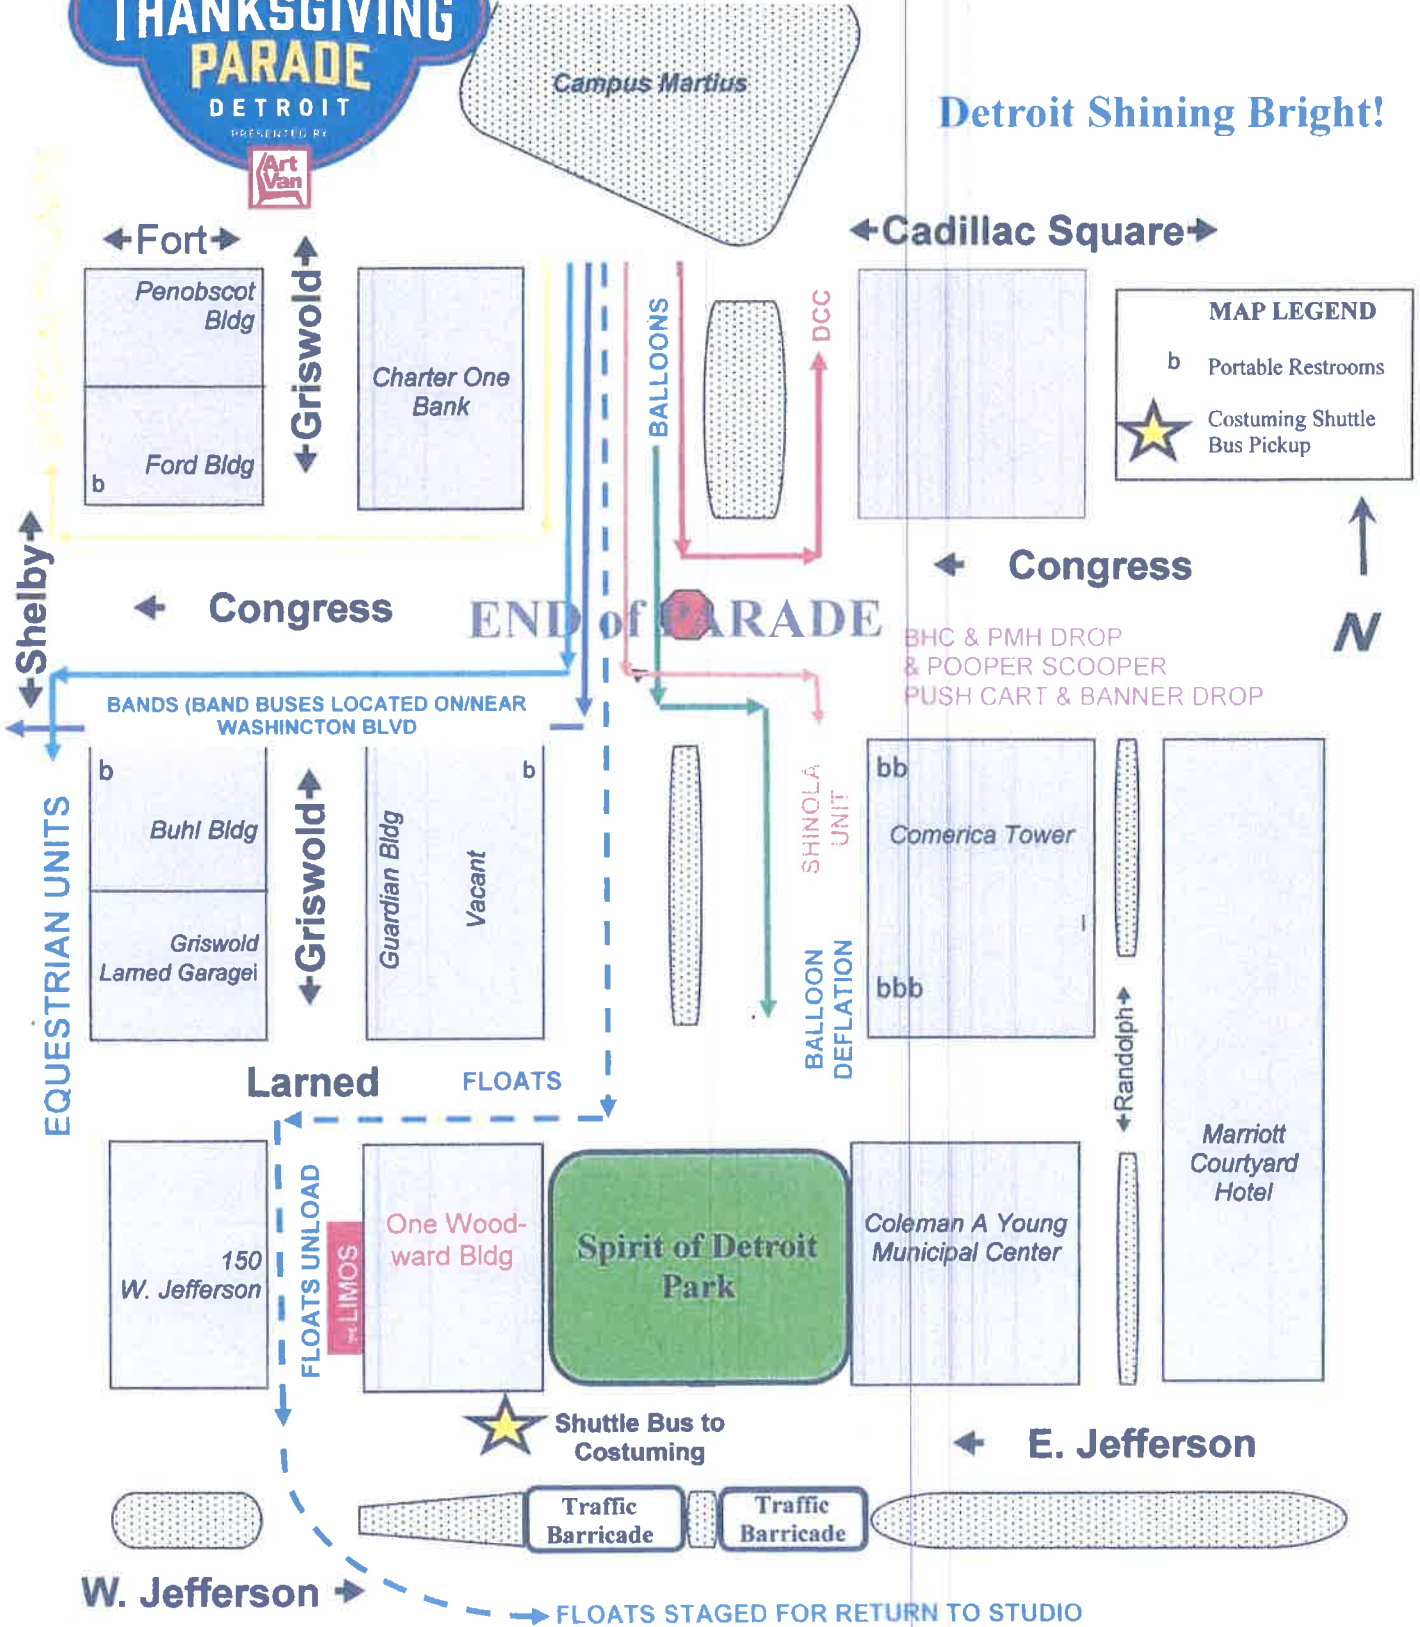 THANKSGIVING
PARADE
DETROIT
PRESENTED BY
Art
Van
Campus Martius
Detroit Shining Bright!
Fort
Cadillac Square
Griswold
Penobscot
Bldg
Ford Bldg
b
Charter One
Bank
BALLOONS
DCC
MAP LEGEND
b Portable Restrooms
Costuming Shuttle
Bus Pickup
N
Shelby
Congress
Congress
END of PARADE
BHC & PMH DROP
& POOPER SCOOPER
PUSH CART & BANNER DROP
BANDS (BAND BUSES LOCATED ON/NEAR
WASHINCTON BLVD
EQUESTRIAN UNITS
b
Buhl Bldg
Griswold
Larned Garagei
Griswold
b
Guardian Bldg
Vacant
SHINOLA
UNIT
BALLOON
DEFLATION
bb
Comerica Tower
bbb
Randolph
Marriott
Courtyard
Hotel
Larned
FLOATS
150
W. Jefferson
FLOATS UNLOAD
LIMOS
One Wood-
ward Bldg
Spirit of Detroit
Park
Coleman A Young
Municipal Center
Shuttle Bus to
Costuming
E. Jefferson
Traffic
Barricade
Traffic
Barricade
W. Jefferson
FLOATS STAGED FOR RETURN TO STUDIO